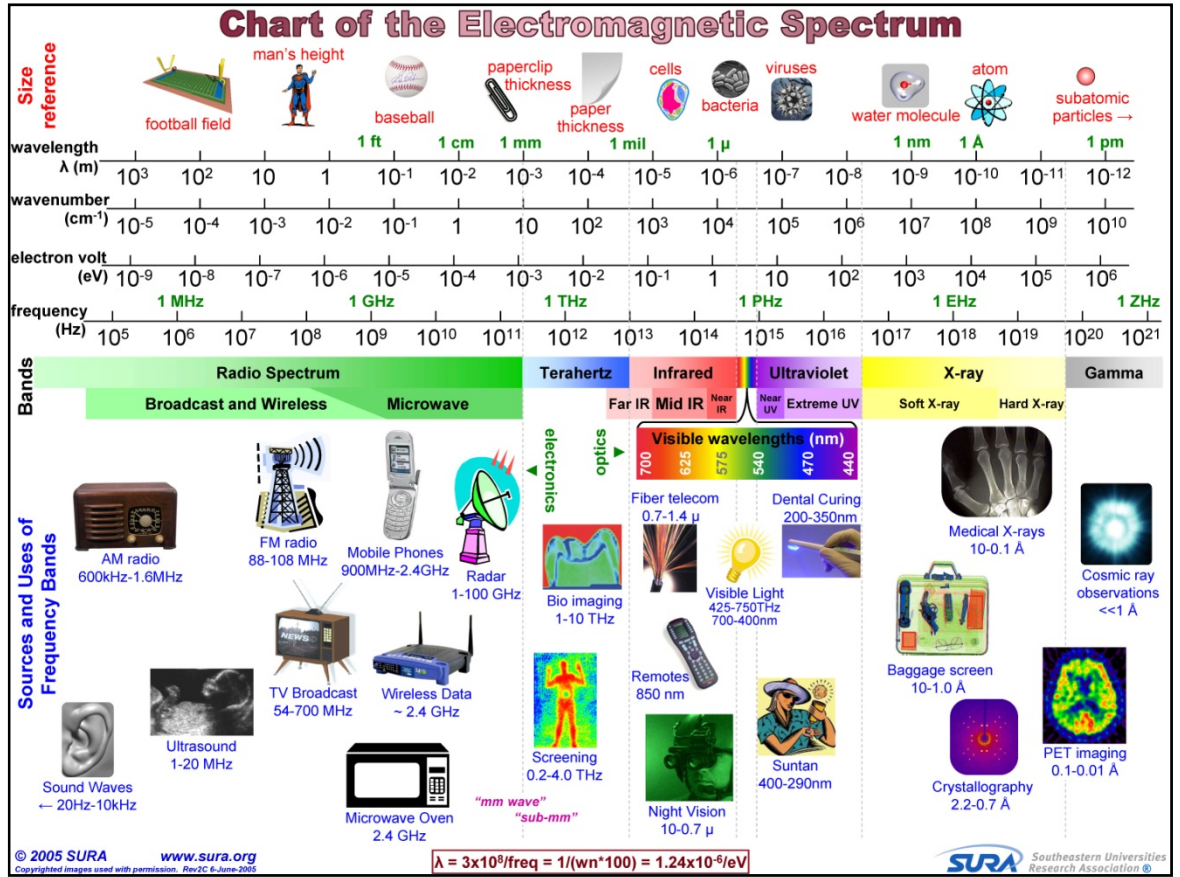 Chart of the Electromagnetic Spectrum
Size
reference
football field
man's height
baseball
paperclip
thickness
paper
thickness
cells
bacteria
viruses
water molecule
atom
subatomic
particles →
wavelength
λ (m)
1 ft 1 cm 1 mm 1 mil 1 µ 1 nm 1 Å 1 pm
10³ 10² 10 1 10⁻¹ 10⁻² 10⁻³ 10⁻⁴ 10⁻⁵ 10⁻⁶ 10⁻⁷ 10⁻⁸ 10⁻⁹ 10⁻¹⁰ 10⁻¹¹ 10⁻¹²
wavenumber
(cm⁻¹)
10⁻⁵ 10⁻⁴ 10⁻³ 10⁻² 10⁻¹ 1 10 10² 10³ 10⁴ 10⁵ 10⁶ 10⁷ 10⁸ 10⁹ 10¹⁰
electron volt
(eV)
10⁻⁹ 10⁻⁸ 10⁻⁷ 10⁻⁶ 10⁻⁵ 10⁻⁴ 10⁻³ 10⁻² 10⁻¹ 1 10 10² 10³ 10⁴ 10⁵ 10⁶
frequency
(Hz)
1 MHz 1 GHz 1 THz 1 PHz 1 EHz 1 ZHz
10⁵ 10⁶ 10⁷ 10⁸ 10⁹ 10¹⁰ 10¹¹ 10¹² 10¹³ 10¹⁴ 10¹⁵ 10¹⁶ 10¹⁷ 10¹⁸ 10¹⁹ 10²⁰ 10²¹
Bands
Radio Spectrum Terahertz Infrared Ultraviolet X-ray Gamma
Broadcast and Wireless Microwave
Far IR Mid IR
Near
IR
Near
UV
Extreme UV
Soft X-ray Hard X-ray
electronics
optics
Visible wavelengths (nm)
700 625 575 540 470 440
Sources and Uses of
Frequency Bands
AM radio
600kHz-1.6MHz
FM radio
88-108 MHz
Mobile Phones
900MHz-2.4GHz
Radar
1-100 GHz
Bio imaging
1-10 THz
Fiber telecom
0.7-1.4 µ
Visible Light
425-750THz
700-400nm
Dental Curing
200-350nm
Medical X-rays
10-0.1 Å
Cosmic ray
observations
<<1 Å
Sound Waves
← 20Hz-10kHz
Ultrasound
1-20 MHz
NEWS
TV Broadcast
54-700 MHz
Wireless Data
~ 2.4 GHz
Microwave Oven
2.4 GHz
"mm wave"
"sub-mm"
Screening
0.2-4.0 THz
Remotes
850 nm
Night Vision
10-0.7 µ
Suntan
400-290nm
Baggage screen
10-1.0 Å
Crystallography
2.2-0.7 Å
PET imaging
0.1-0.01 Å
© 2005 SURA www.sura.org
Copyrighted images used with permission. Rev2C 6-June-2005
λ = 3x10⁸/freq = 1/(wn*100) = 1.24x10⁻⁶/eV
SURA
Southeastern Universities
Research Association ®